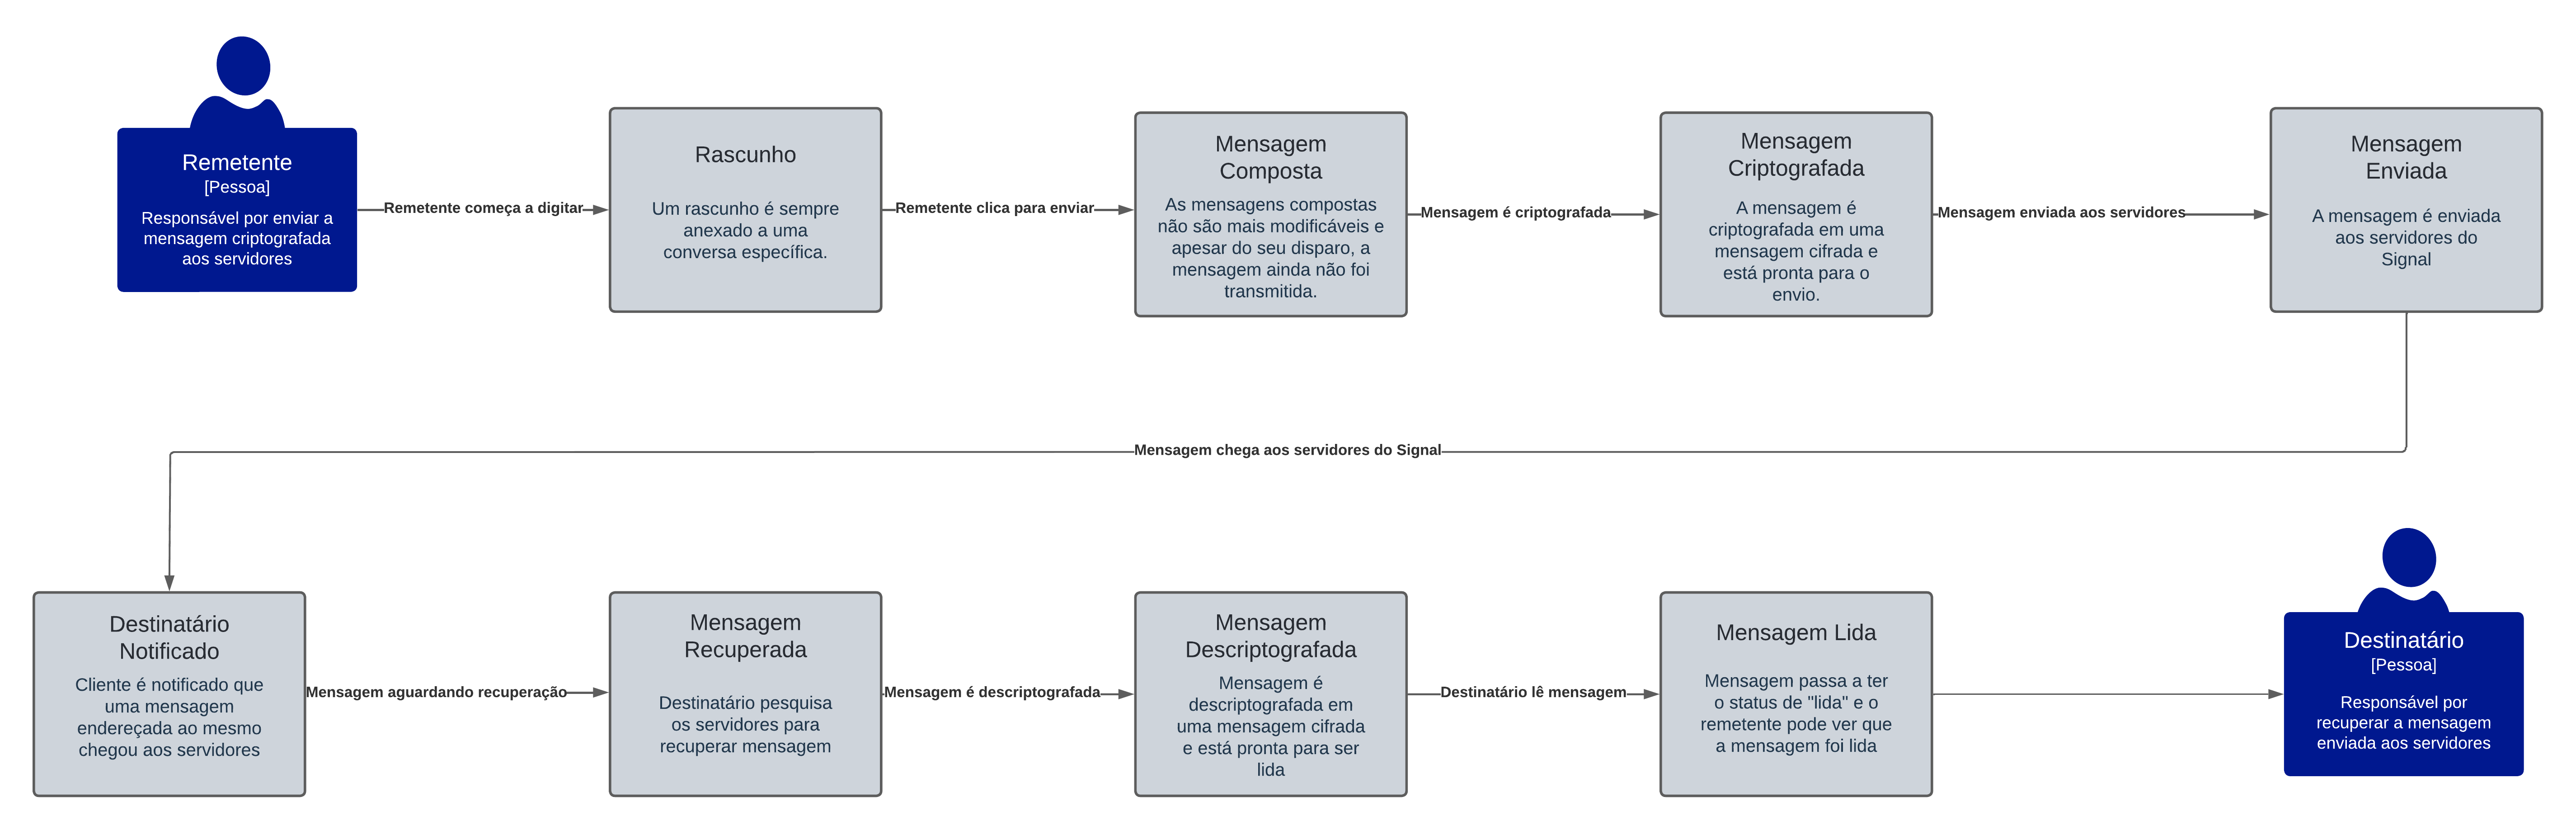 Remetente
[Pessoa]
Responsável por enviar a
mensagem criptografada
aos servidores
Remetente começa a digitar
Rascunho
Um rascunho é sempre
anexado a uma
conversa específica.
Remetente clica para enviar
Mensagem
Composta
As mensagens compostas
não são mais modificáveis e
apesar do seu disparo, a
mensagem ainda não foi
transmitida.
Mensagem é criptografada
Mensagem
Criptografada
A mensagem é
criptografada em uma
mensagem cifrada e
está pronta para o
envio.
Mensagem enviada aos servidores
Mensagem
Enviada
A mensagem é enviada
aos servidores do
Signal
Mensagem chega aos servidores do Signal
Destinatário
Notificado
Cliente é notificado que
uma mensagem
endereçada ao mesmo
chegou aos servidores
Mensagem aguardando recuperação
Mensagem
Recuperada
Destinatário pesquisa
os servidores para
recuperar mensagem
Mensagem é descriptografada
Mensagem
Descriptografada
Mensagem é
descriptografada em
uma mensagem cifrada
e está pronta para ser
lida
Destinatário lê mensagem
Mensagem Lida
Mensagem passa a ter
o status de "lida" e o
remetente pode ver que
a mensagem foi lida
Destinatário
[Pessoa]
Responsável por
recuperar a mensagem
enviada aos servidores